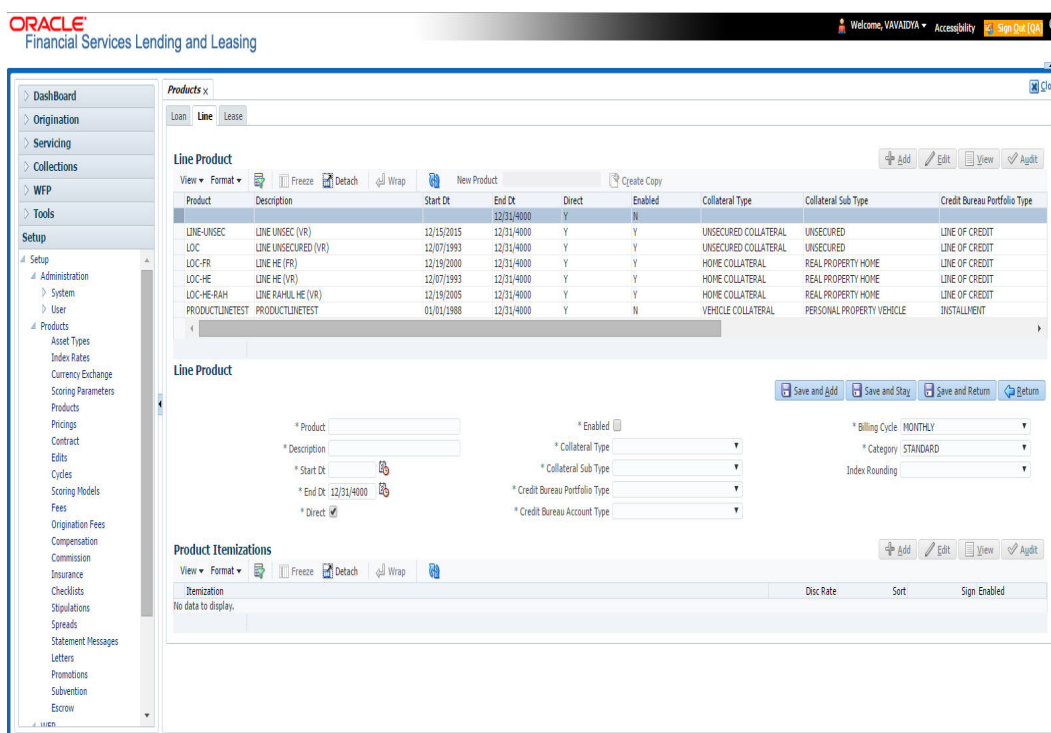 ORACLE
Financial Services Lending and Leasing
Welcome, VAVAIDYA Accessibility Sign Out [QA]
Products x
DashBoard
Origination
Servicing
Collections
WFP
Tools
Setup
Setup
Administration
System
User
Products
Asset Types
Index Rates
Currency Exchange
Scoring Parameters
Products
Pricings
Contract
Edits
Cycles
Scoring Models
Fees
Origination Fees
Compensation
Commission
Insurance
Checklists
Stipulations
Spreads
Statement Messages
Letters
Promotions
Subvention
Escrow
WFP
Loan Line Lease
Line Product
Add Edit View Audit
View Format Freeze Detach Wrap New Product Create Copy
Product Description Start Dt End Dt Direct Enabled Collateral Type Collateral Sub Type Credit Bureau Portfolio Type
12/31/4000 Y N
LINE-UNSEC LINE UNSEC (VR) 12/15/2015 12/31/4000 Y Y UNSECURED COLLATERAL UNSECURED LINE OF CREDIT
LOC LINE UNSECURED (VR) 12/07/1993 12/31/4000 Y Y UNSECURED COLLATERAL UNSECURED LINE OF CREDIT
LOC-FR LINE HE (FR) 12/19/2000 12/31/4000 Y Y HOME COLLATERAL REAL PROPERTY HOME LINE OF CREDIT
LOC-HE LINE HE (VR) 12/07/1993 12/31/4000 Y Y HOME COLLATERAL REAL PROPERTY HOME LINE OF CREDIT
LOC-HE-RAH LINE RAHUL HE (VR) 12/19/2005 12/31/4000 Y Y HOME COLLATERAL REAL PROPERTY HOME LINE OF CREDIT
PRODUCTLINETEST PRODUCTLINETEST 01/01/1988 12/31/4000 Y N VEHICLE COLLATERAL PERSONAL PROPERTY VEHICLE INSTALLMENT
Line Product
Save and Add Save and Stay Save and Return Return
* Product * Enabled * Billing Cycle MONTHLY
* Description * Collateral Type * Category STANDARD
* Start Dt * Collateral Sub Type Index Rounding
* End Dt 12/31/4000 * Credit Bureau Portfolio Type
* Direct * Credit Bureau Account Type
Product Itemizations
Add Edit View Audit
View Format Freeze Detach Wrap
Itemization Disc Rate Sort Sign Enabled
No data to display.